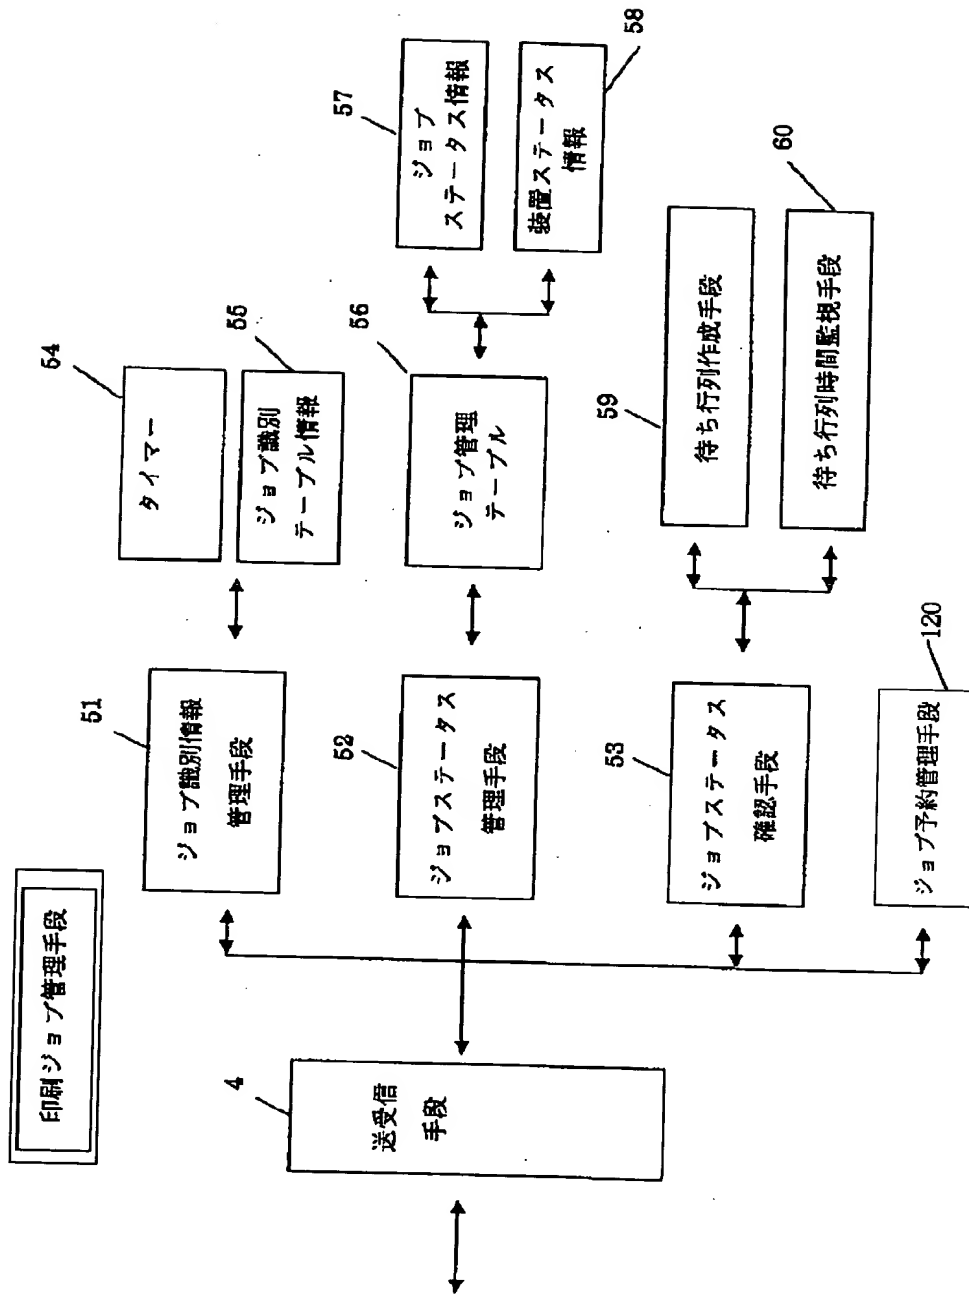 印刷ジョブ管理手段
4
送受信
手段
51
ジョブ識別情報
管理手段
52
ジョブステータス
管理手段
53
ジョブステータス
確認手段
120
ジョブ予約管理手段
54
タイマー
55
ジョブ識別
テーブル情報
56
ジョブ管理
テーブル
57
ジョブ
ステータス情報
58
装置ステータス
情報
59
待ち行列作成手段
60
待ち行列時間監視手段